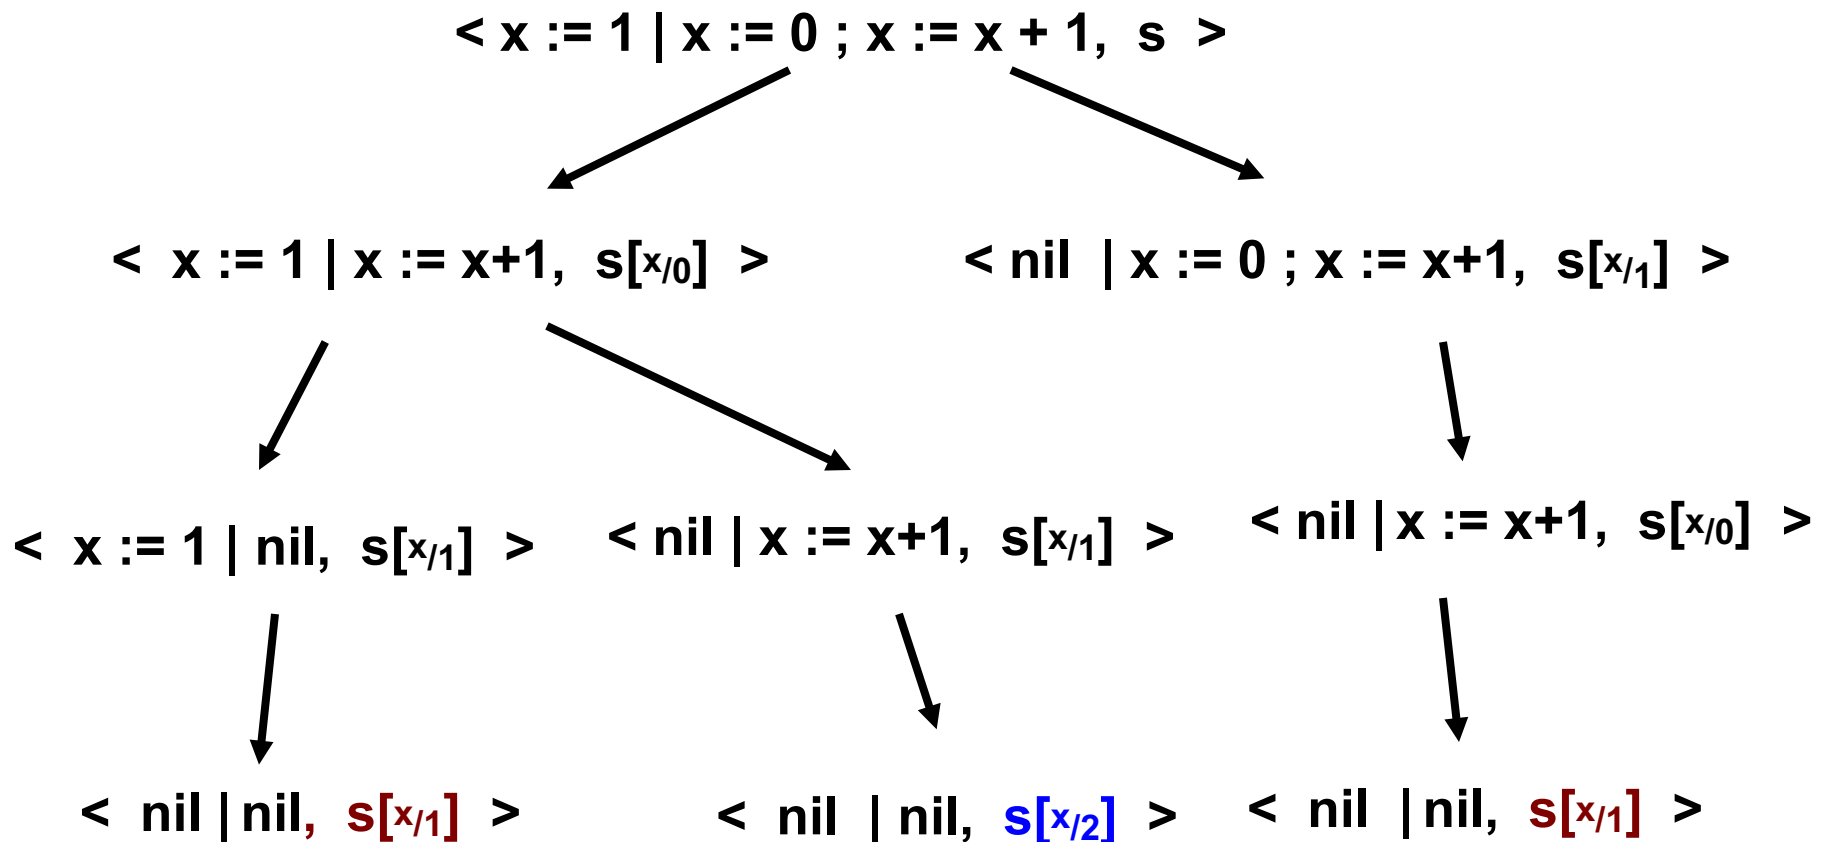 < x := 1 | x := 0 ; x := x + 1, s >
< x := 1 | x := x+1, s[x/0] >
< nil | x := 0 ; x := x+1, s[x/1] >
< x := 1 | nil, s[x/1] >
< nil | x := x+1, s[x/1] >
< nil | x := x+1, s[x/0] >
< nil | nil, s[x/1] >
< nil | nil, s[x/2] >
< nil | nil, s[x/1] >